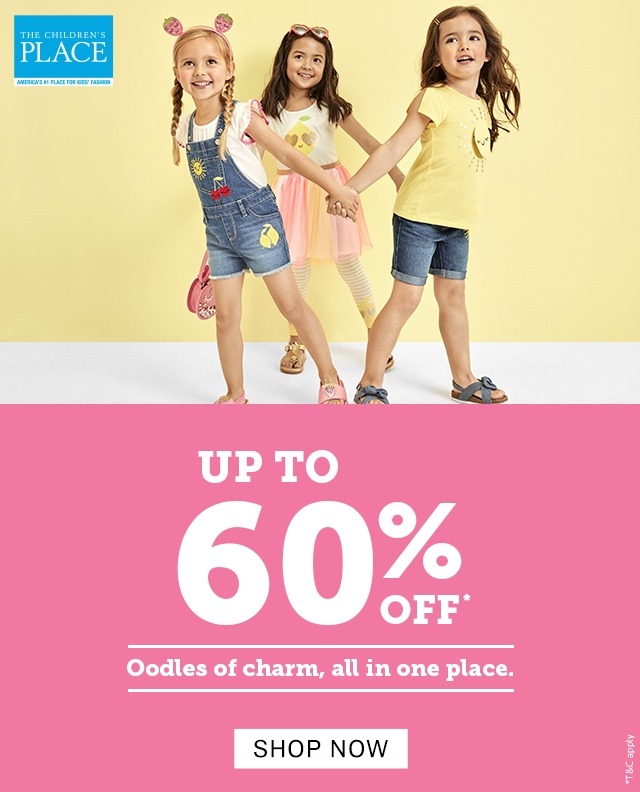 THE CHILDREN'S
PLACE
AMERICA'S #1 PLACE FOR KIDS' FASHION
UP TO
60%
OFF*
Oodles of charm, all in one place.
SHOP NOW
*T&C apply